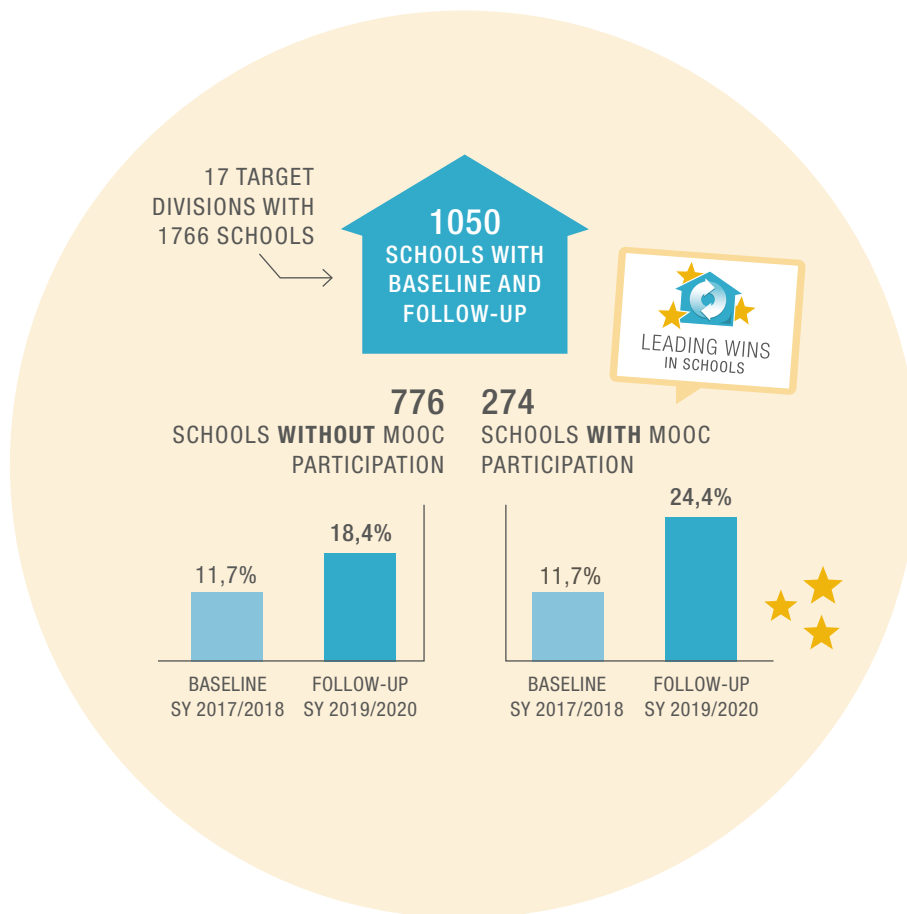 17 TARGET
DIVISIONS WITH
1766 SCHOOLS
1050
SCHOOLS WITH
BASELINE AND
FOLLOW-UP
LEADING WINS
IN SCHOOLS
776
SCHOOLS WITHOUT MOOC
PARTICIPATION
274
SCHOOLS WITH MOOC
PARTICIPATION
11,7%
18,4%
BASELINE
SY 2017/2018
FOLLOW-UP
SY 2019/2020
11,7%
24,4%
BASELINE
SY 2017/2018
FOLLOW-UP
SY 2019/2020